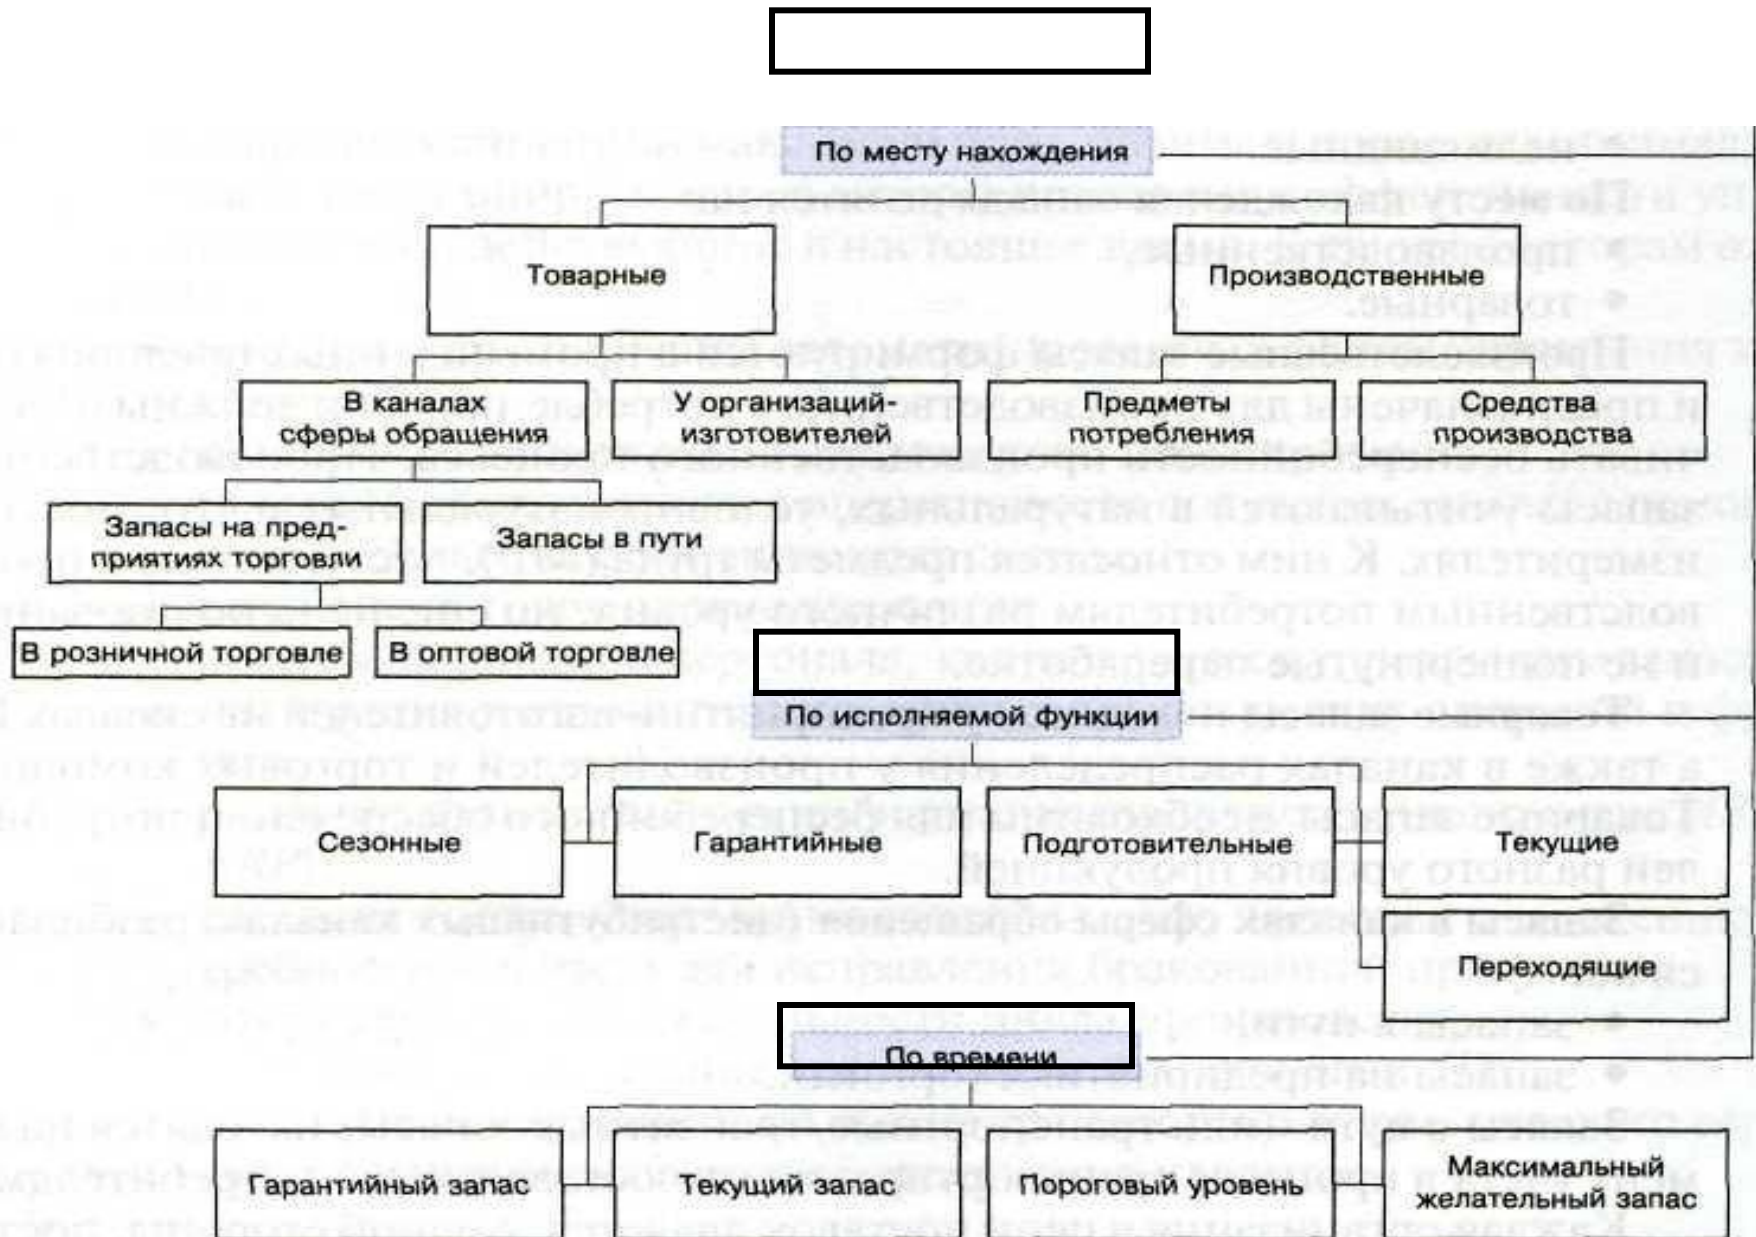 По месту нахождения
Товарные
Производственные
В каналах
сферы обращения
У организаций-
изготовителей
Предметы
потребления
Средства
производства
Запасы на пред-
приятиях торговли
Запасы в пути
В розничной торговле
В оптовой торговле
По исполняемой функции
Сезонные
Гарантийные
Подготовительные
Текущие
Переходящие
По времени
Гарантийный запас
Текущий запас
Пороговый уровень
Максимальный
желательный запас